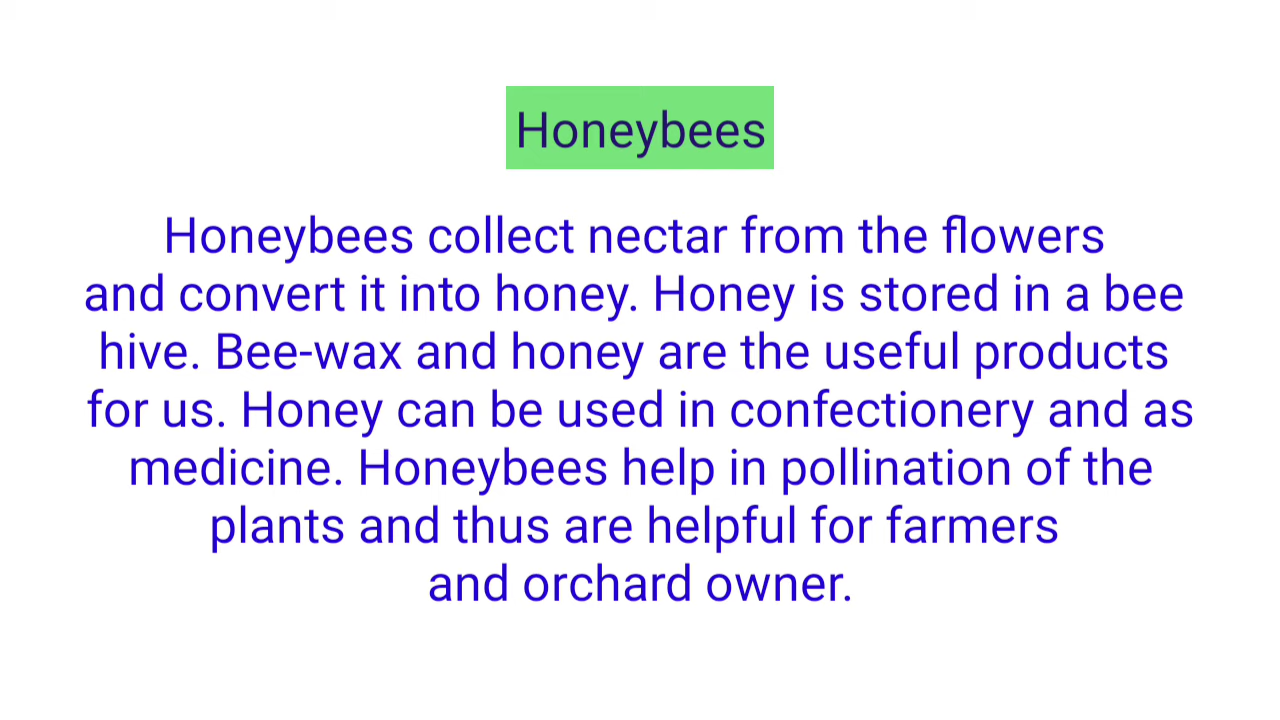 Honeybees
Honeybees collect nectar from the flowers
and convert it into honey. Honey is stored in a bee
hive. Bee-wax and honey are the useful products
for us. Honey can be used in confectionery and as
medicine. Honeybees help in pollination of the
plants and thus are helpful for farmers
and orchard owner.